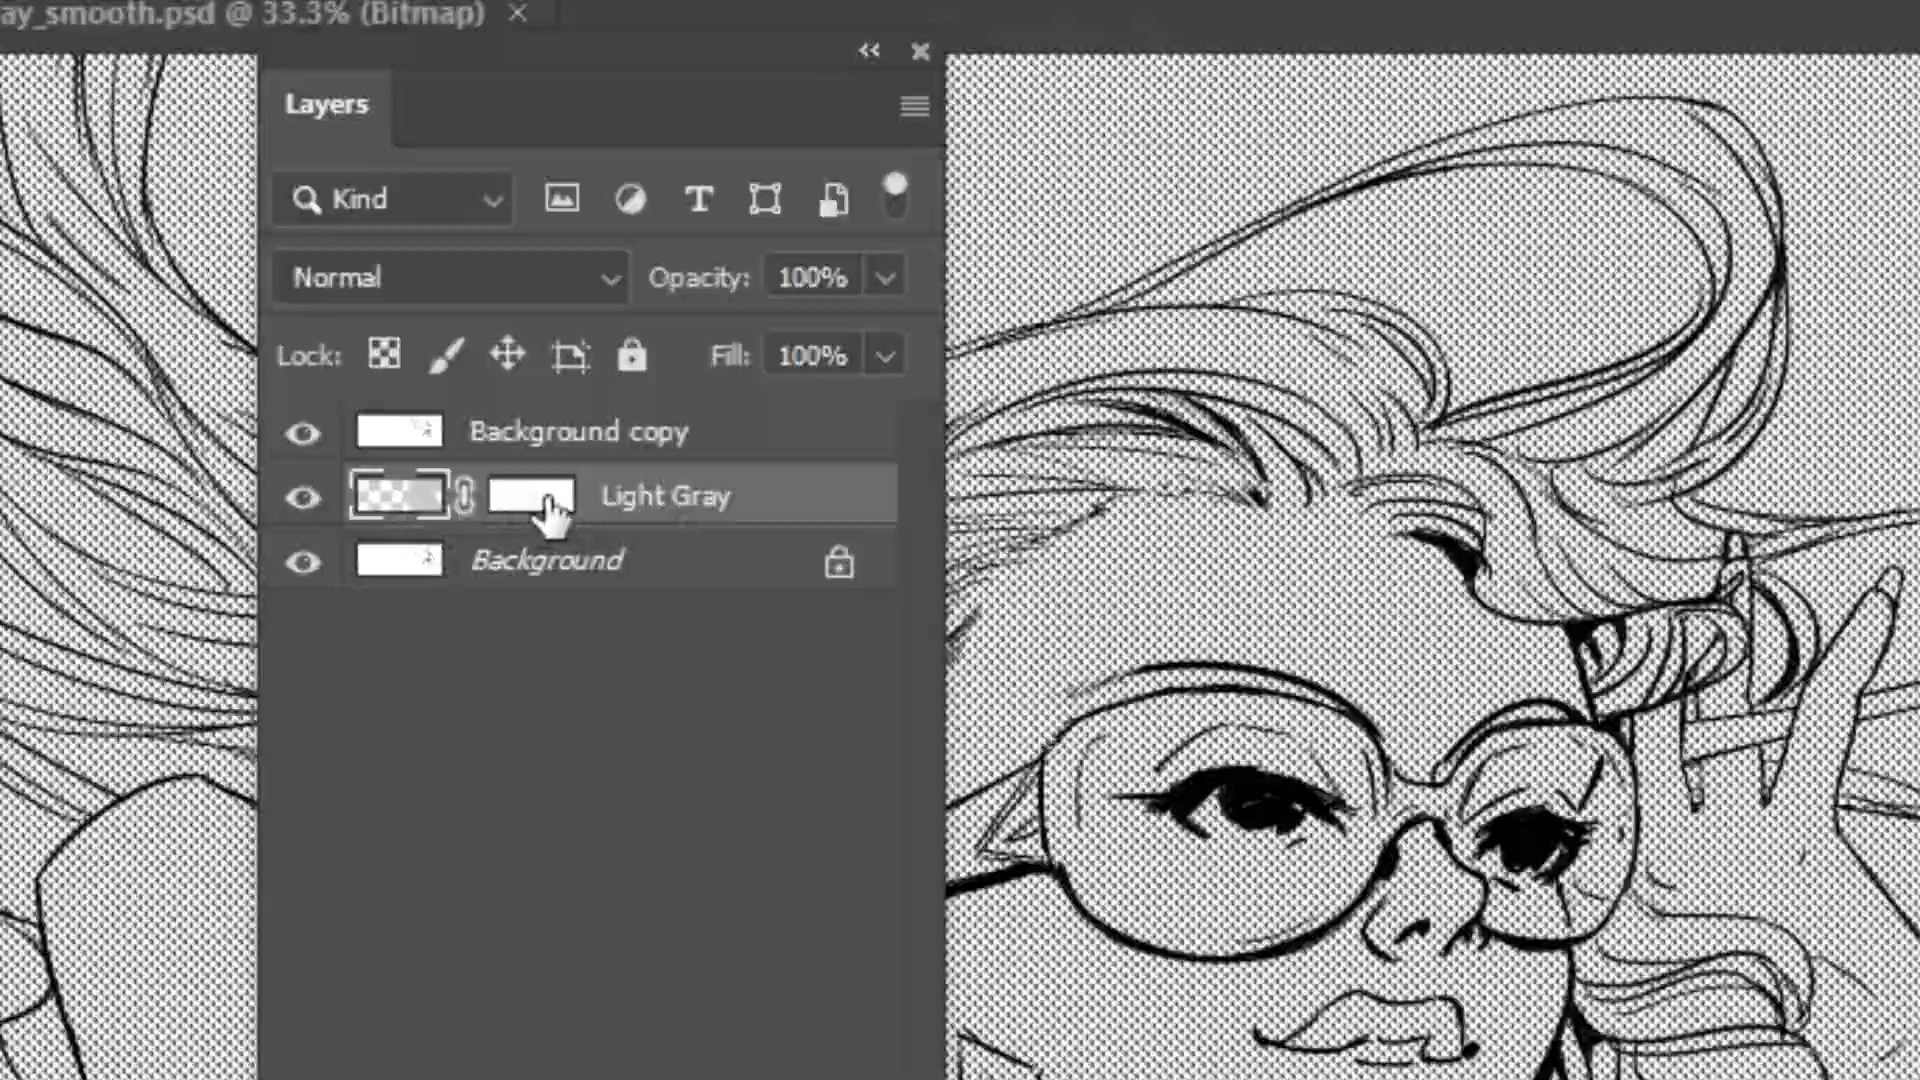 ay_smooth.psd @ 33.3% (Bitmap) ×
Layers
Kind
Normal Opacity: 100%
Lock: Fill: 100%
Background copy
Light Gray
Background